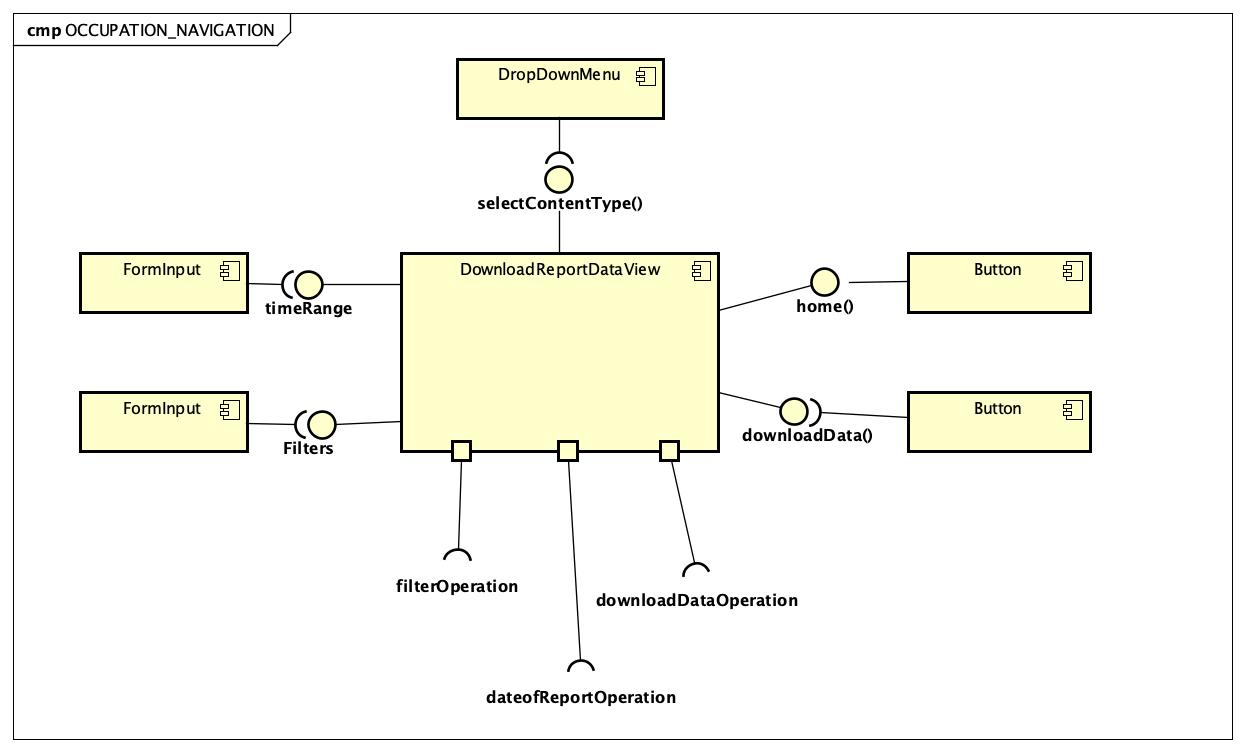 cmp OCCUPATION_NAVIGATION
DropDownMenu
selectContentType()
FormInput
DownloadReportDataView
Button
timeRange
home()
FormInput
Button
Filters
downloadData()
filterOperation
downloadDataOperation
dateofReportOperation